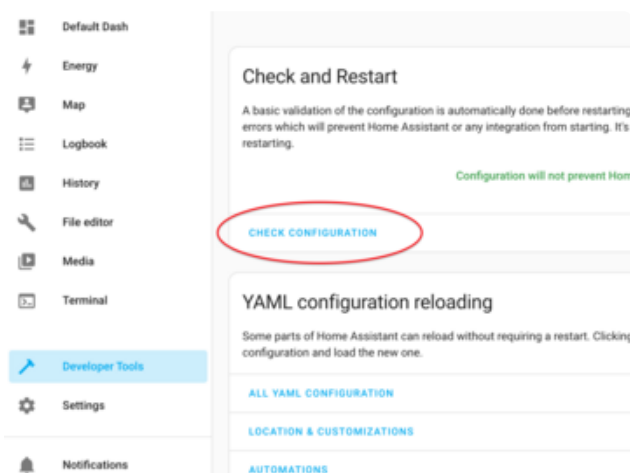 Default Dash
Energy
Map
Logbook
History
File editor
Media
Terminal
Developer Tools
Settings
Notifications
Check and Restart
A basic validation of the configuration is automatically done before restarting
errors which will prevent Home Assistant or any integration from starting. It's
restarting.
Configuration will not prevent Hom
CHECK CONFIGURATION
YAML configuration reloading
Some parts of Home Assistant can reload without requiring a restart. Clicking
configuration and load the new one.
ALL YAML CONFIGURATION
LOCATION & CUSTOMIZATIONS
AUTOMATIONS